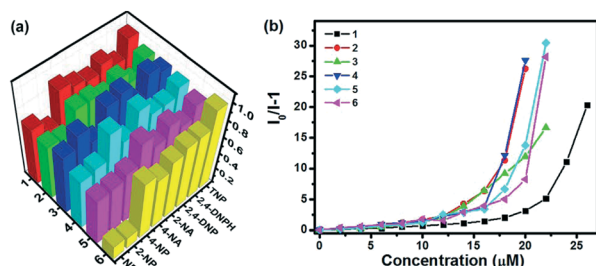 (a)
1.0
0.8
0.6
0.4
0.2
1
2
3
4
5
6
2-NP
4-NP
2-NA
4-NA
2,4-DNP
2,4-DNPH
TNP
(b)
I0/I-1
30
25
20
15
10
5
0
1
2
3
4
5
6
0 5 10 15 20 25
Concentration (μM)